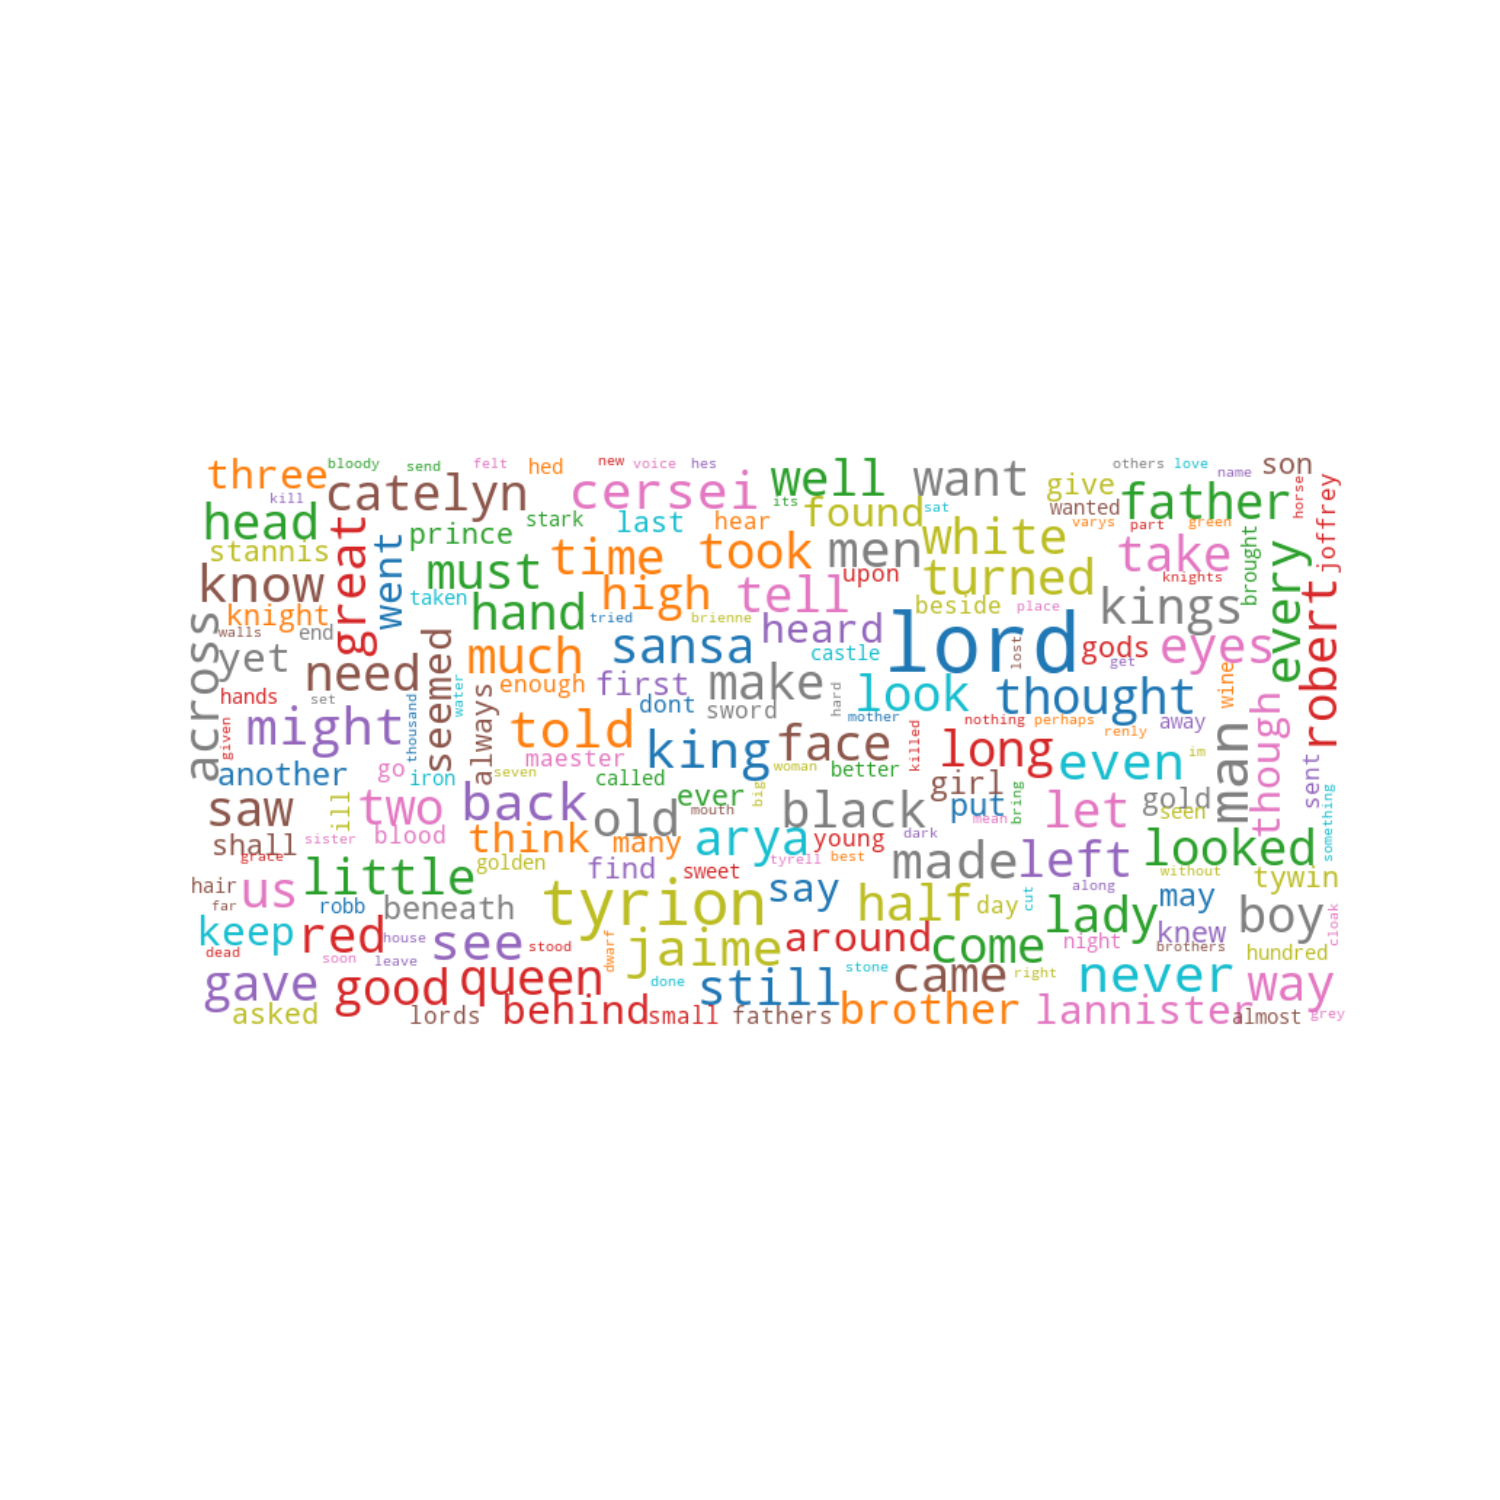 three bloody send felt hed new voice hes well want others love name son
kill catelyn cersei its give father horse joffrey
head stark last hear found sat wanted varys part green
stannis great went prince must time took men white take brought every
know taken hand high tell upon turned knights kings
knight walls end tried brienne heard beside place
across yet need seemed much sansa castle lord lost gods get eyes robert
hands set water always enough first dont make sword hard look thought wine
given might thousand told king mother face killed nothing perhaps renly away man though
another go iron maester seven called woman better long even im sent
saw ill two back old ever big mouth black girl put mean bring let gold seen something
shall sister blood think many arya young dark made left looked
grace golden find sweet tyrell best along without tywin
hair us little tyrion say half day cut may boy
far robb beneath lady cloak
keep red house see stood dwarf jaime around come night knew brothers hundred
dead soon leave
gave good queen done still stone came right never way
asked lords behind small fathers brother lannister almost grey